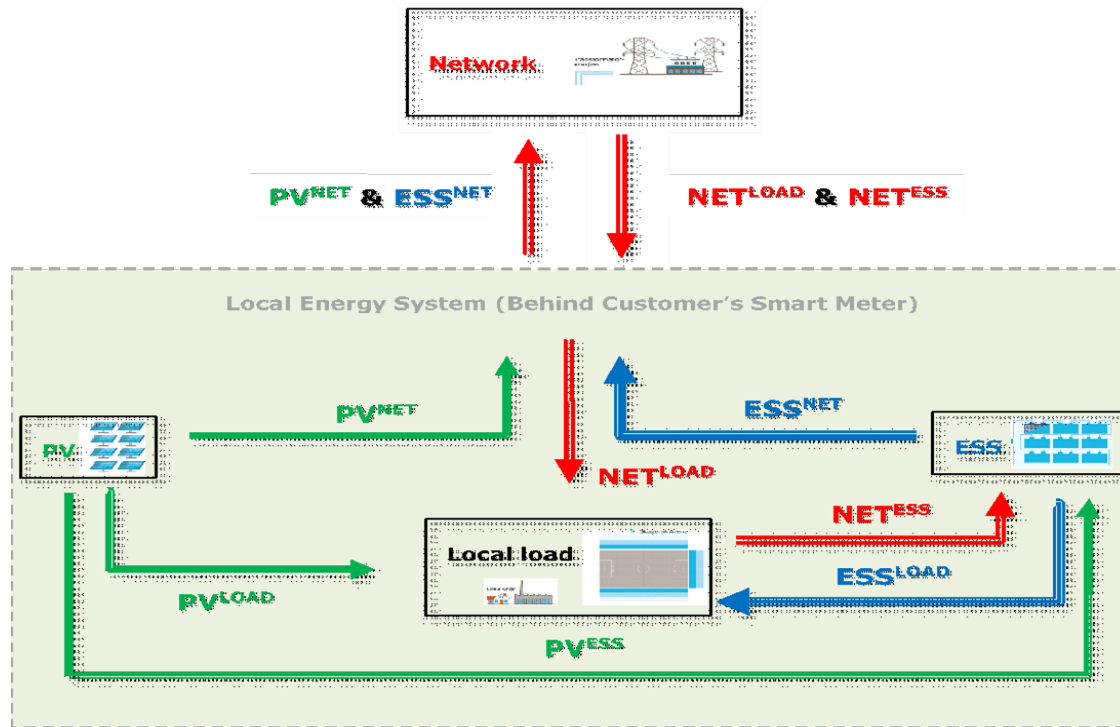 Network
PV^NET & ESS^NET
NET^LOAD & NET^ESS
Local Energy System (Behind Customer's Smart Meter)
PV^NET
ESS^NET
PV
ESS
NET^LOAD
NET^ESS
Local load
ESS^LOAD
PV^LOAD
PV^ESS